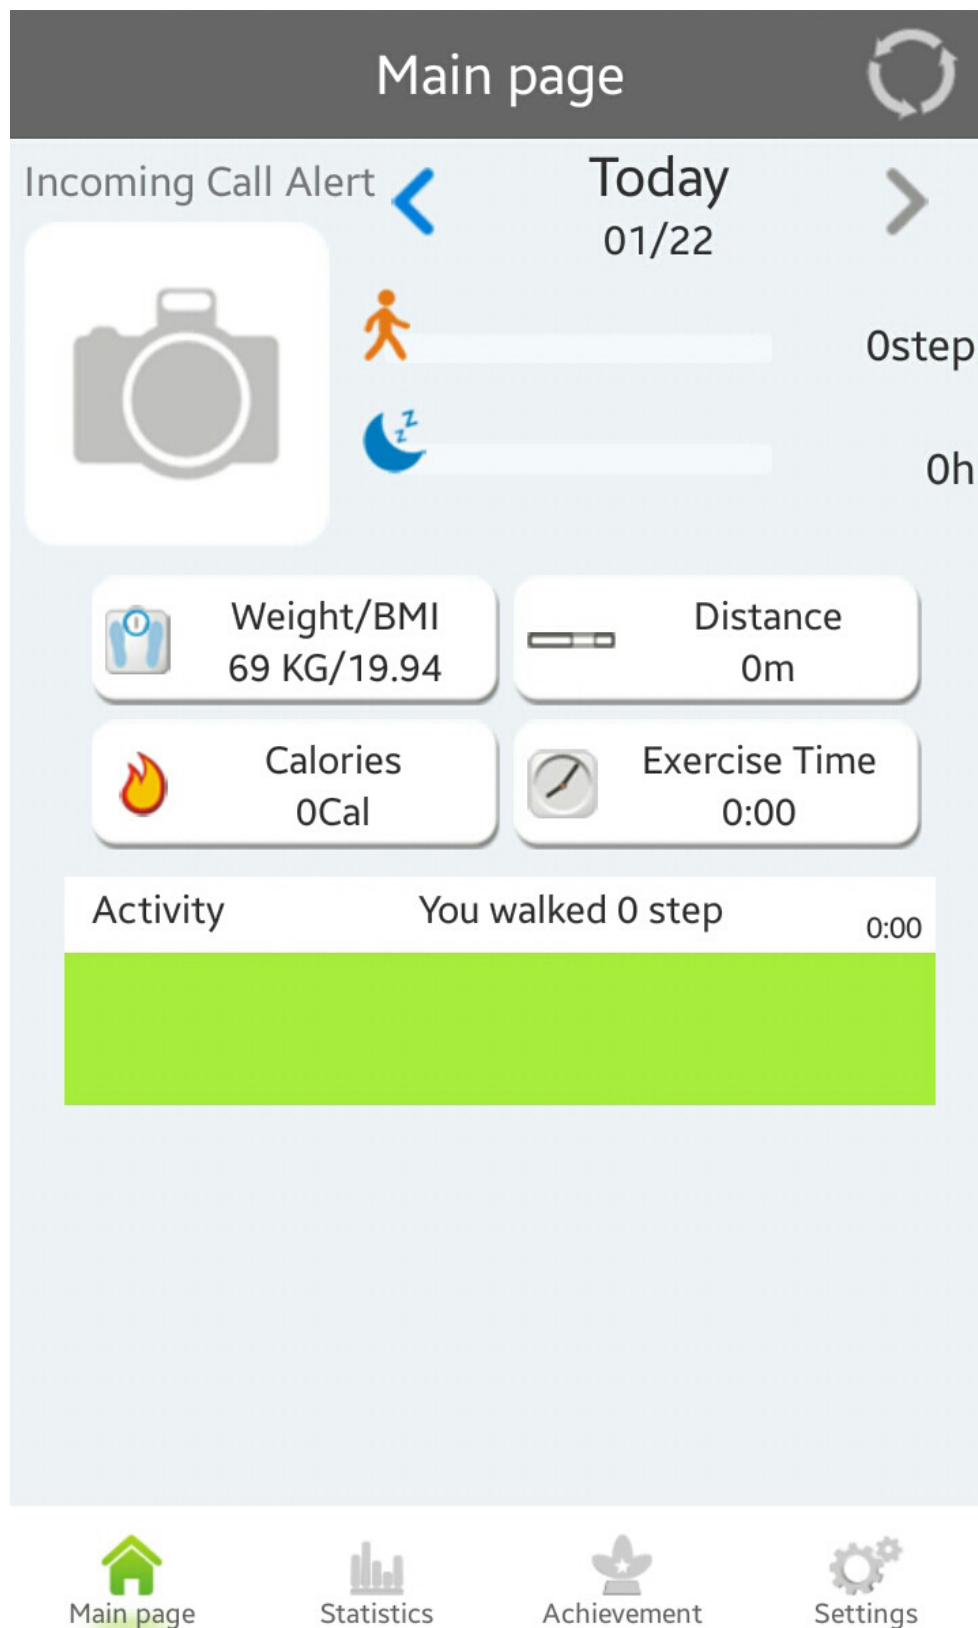 Main page
Incoming Call Alert
Today
01/22
0step
0h
Weight/BMI
69 KG/19.94
Distance
0m
Calories
0Cal
Exercise Time
0:00
Activity You walked 0 step 0:00
Main page Statistics Achievement Settings